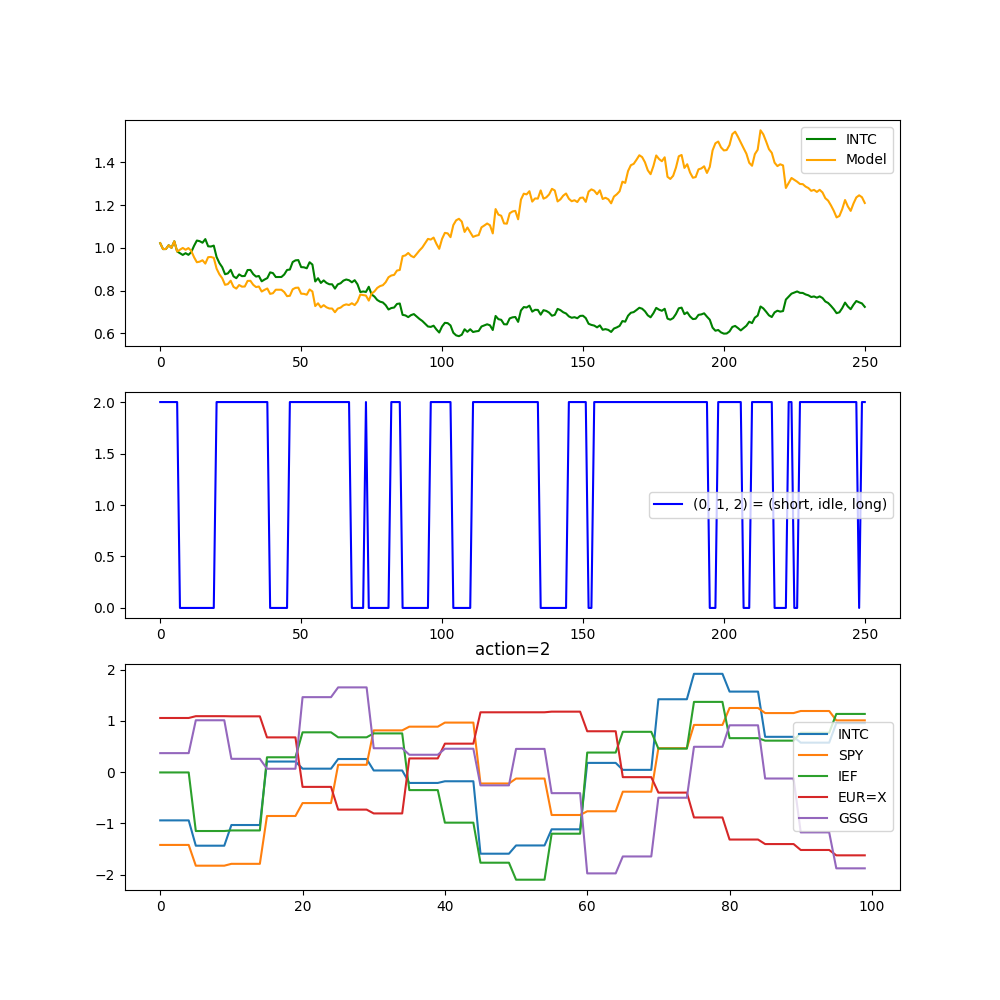 1.4
1.2
1.0
0.8
0.6
INTC
Model
0 50 100 150 200 250
2.0
1.5
1.0
0.5
0.0
(0, 1, 2) = (short, idle, long)
0 50 100 150 200 250
action=2
2
1
0
−1
−2
INTC
SPY
IEF
EUR=X
GSG
0 20 40 60 80 100